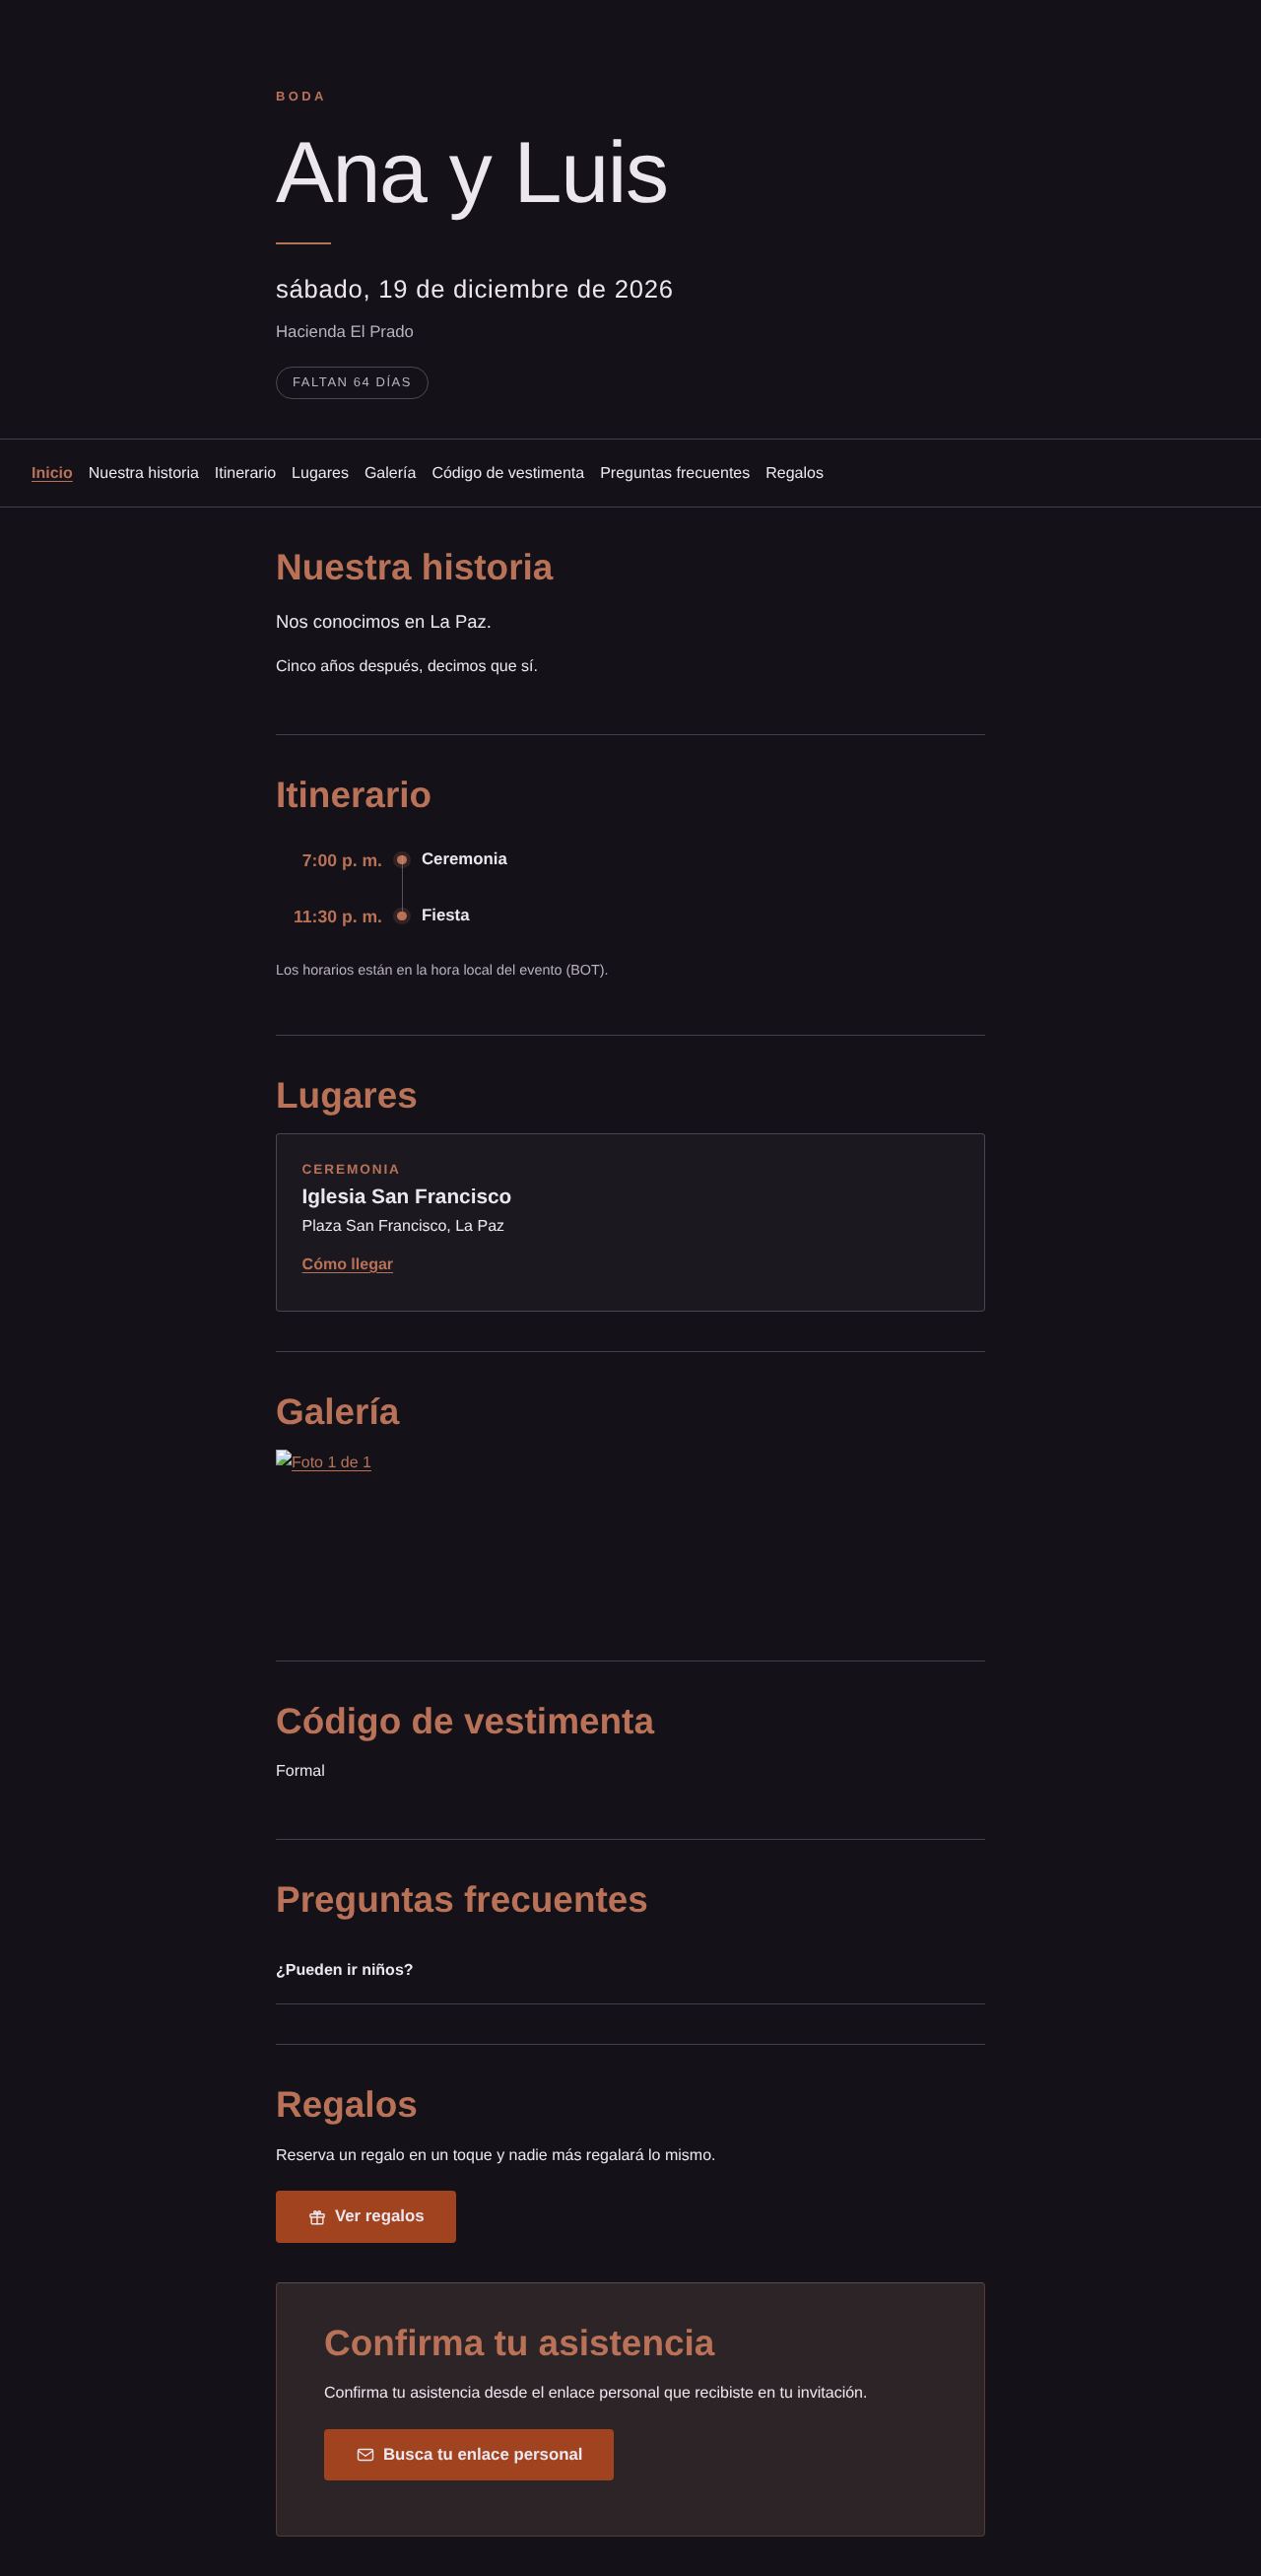 BODA
Ana y Luis
sábado, 19 de diciembre de 2026
Hacienda El Prado
FALTAN 64 DÍAS
Inicio Nuestra historia Itinerario Lugares Galería Código de vestimenta Preguntas frecuentes Regalos
Nuestra historia
Nos conocimos en La Paz.
Cinco años después, decimos que sí.
Itinerario
7:00 p. m. Ceremonia
11:30 p. m. Fiesta
Los horarios están en la hora local del evento (BOT).
Lugares
CEREMONIA
Iglesia San Francisco
Plaza San Francisco, La Paz
Cómo llegar
Galería
Foto 1 de 1
Código de vestimenta
Formal
Preguntas frecuentes
¿Pueden ir niños?
Regalos
Reserva un regalo en un toque y nadie más regalará lo mismo.
Ver regalos
Confirma tu asistencia
Confirma tu asistencia desde el enlace personal que recibiste en tu invitación.
Busca tu enlace personal